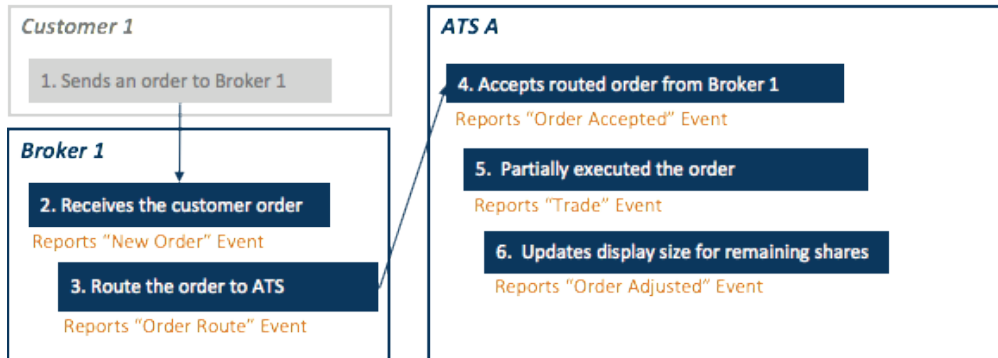 Customer 1
1. Sends an order to Broker 1
Broker 1
2. Receives the customer order
Reports “New Order” Event
3. Route the order to ATS
Reports “Order Route” Event
ATS A
4. Accepts routed order from Broker 1
Reports “Order Accepted” Event
5. Partially executed the order
Reports “Trade” Event
6. Updates display size for remaining shares
Reports “Order Adjusted” Event